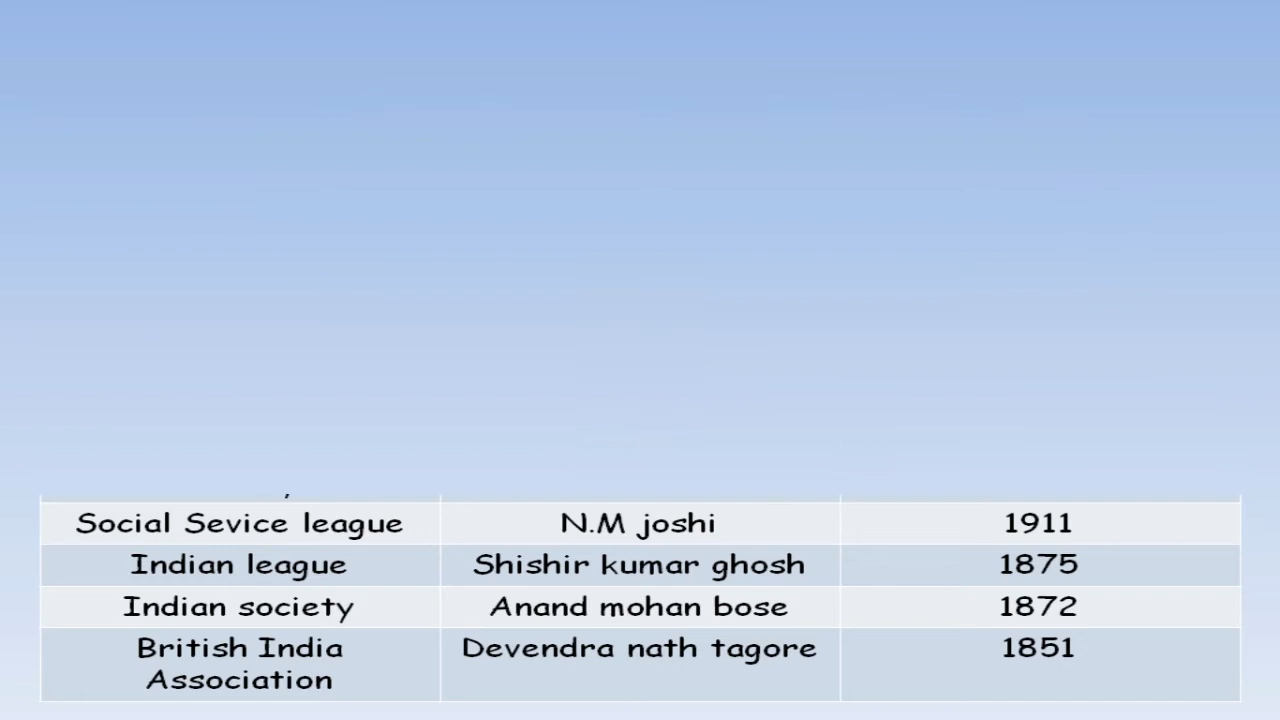 Social Sevice league N.M joshi 1911
Indian league Shishir kumar ghosh 1875
Indian society Anand mohan bose 1872
British India Devendra nath tagore 1851
Association